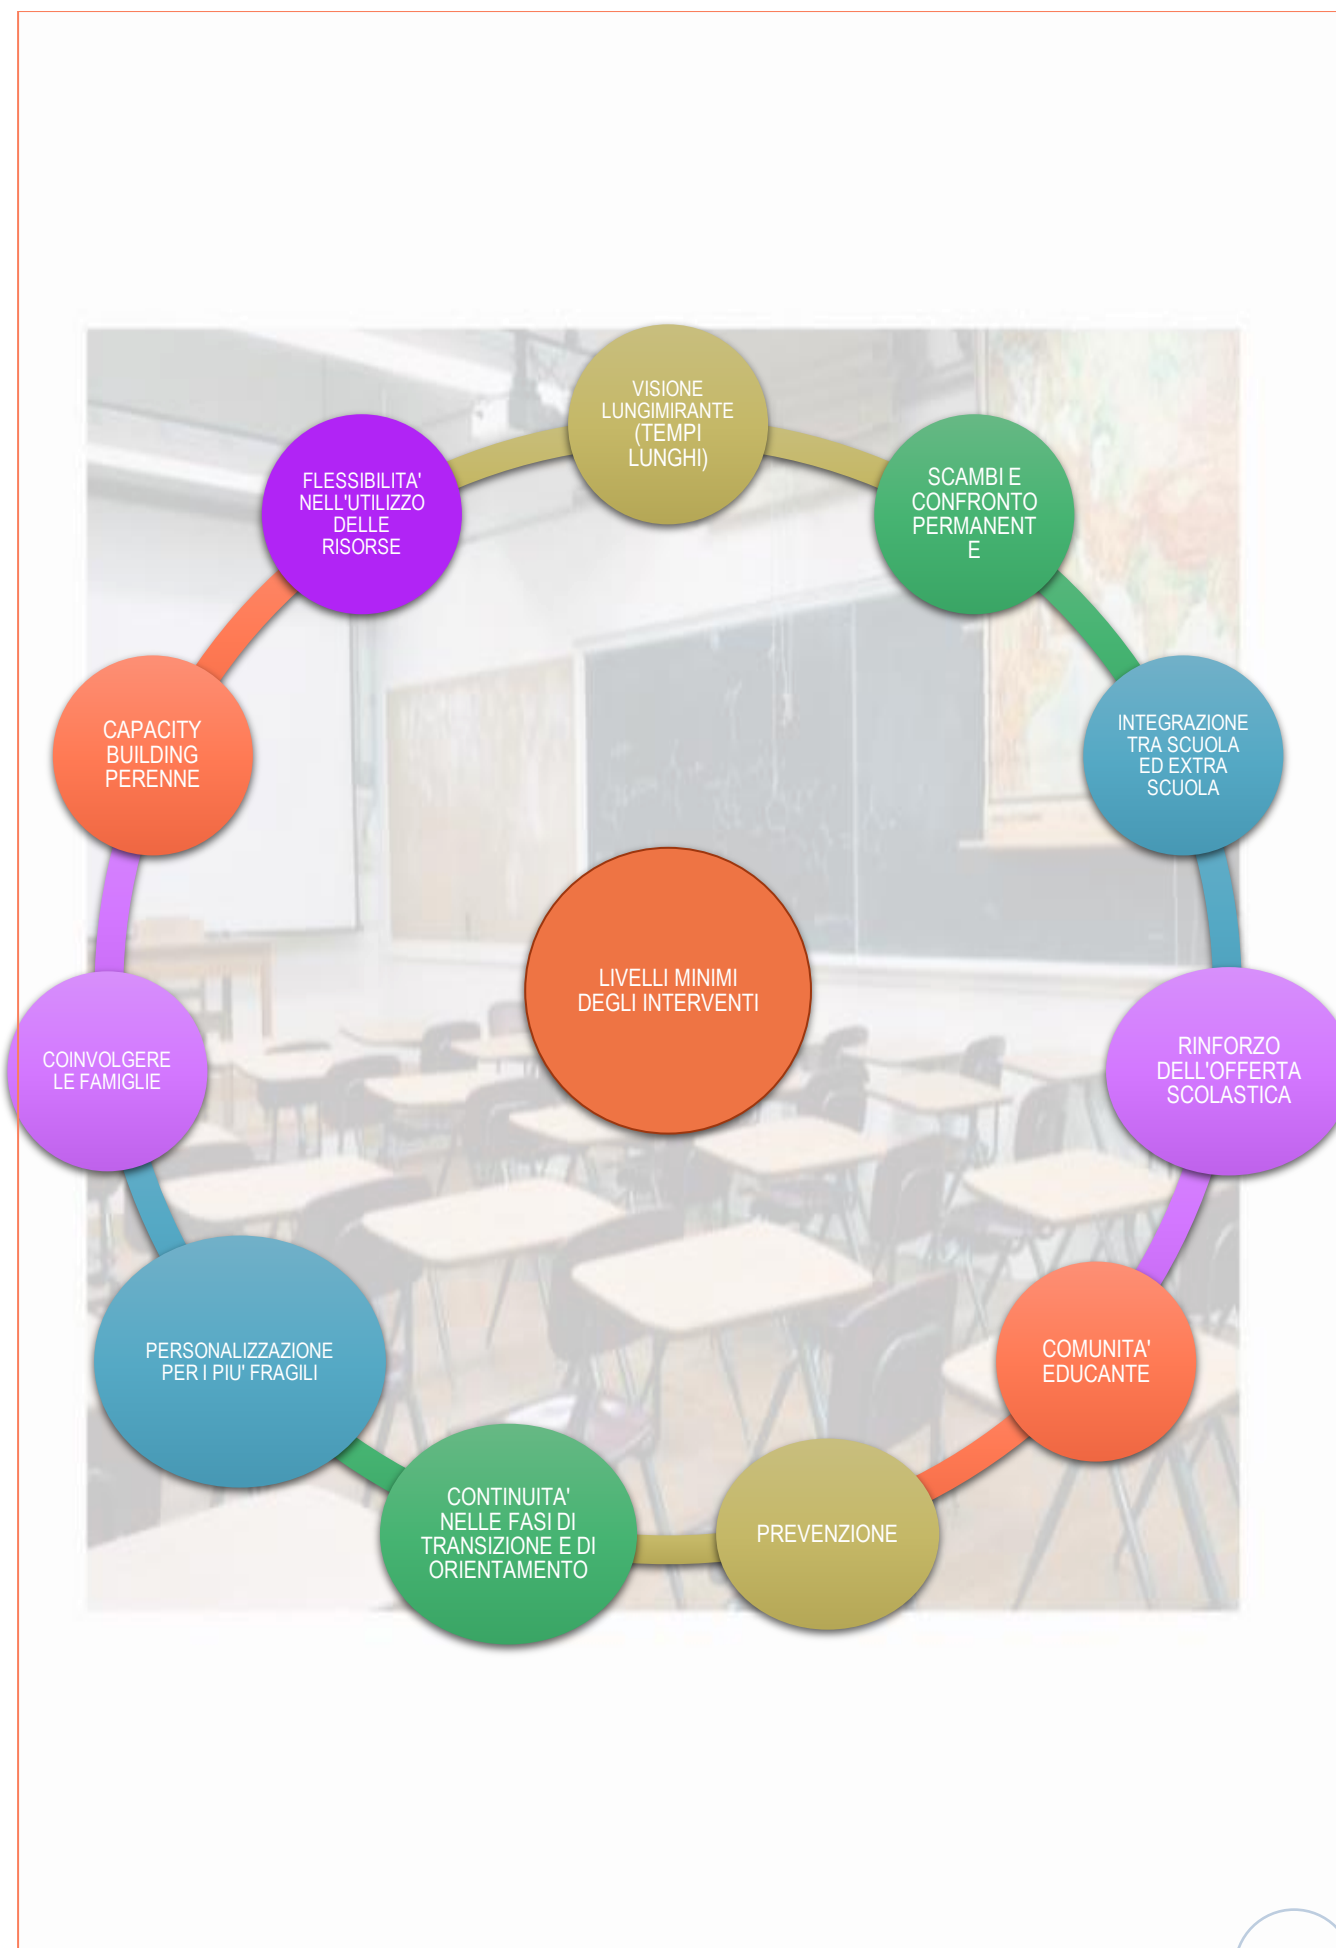 VISIONE
LUNGIMIRANTE
(TEMPI
LUNGHI)
SCAMBI E
CONFRONTO
PERMANENT
E
INTEGRAZIONE
TRA SCUOLA
ED EXTRA
SCUOLA
RINFORZO
DELL'OFFERTA
SCOLASTICA
COMUNITA'
EDUCANTE
PREVENZIONE
CONTINUITA'
NELLE FASI DI
TRANSIZIONE E DI
ORIENTAMENTO
PERSONALIZZAZIONE
PER I PIU' FRAGILI
COINVOLGERE
LE FAMIGLIE
CAPACITY
BUILDING
PERENNE
FLESSIBILITA'
NELL'UTILIZZO
DELLE
RISORSE
LIVELLI MINIMI
DEGLI INTERVENTI